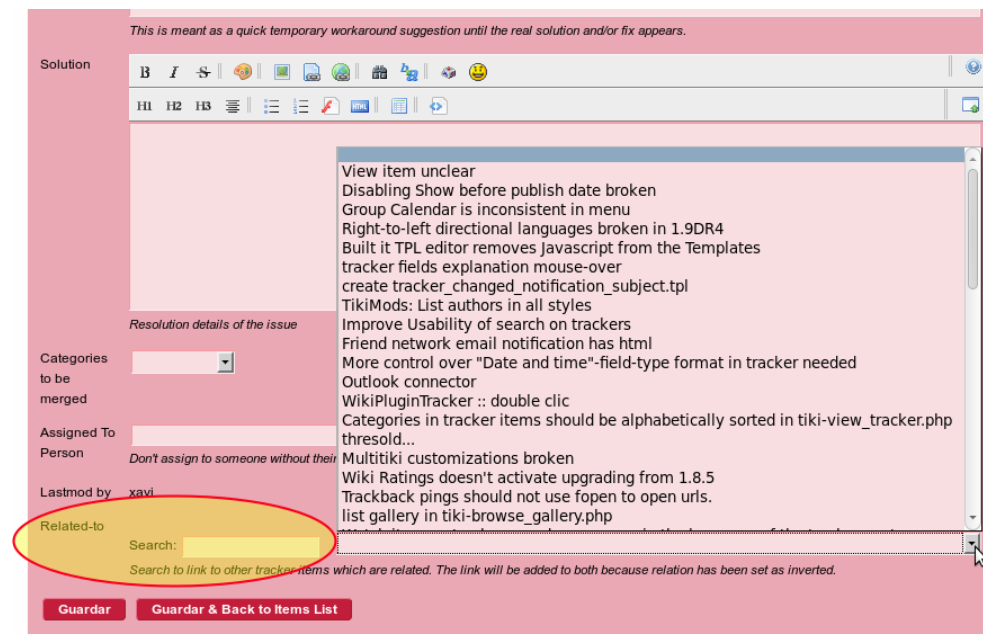 This is meant as a quick temporary workaround suggestion until the real solution and/or fix appears.
Solution
B I S
H1 H2 H3 HTML
View item unclear
Disabling Show before publish date broken
Group Calendar is inconsistent in menu
Right-to-left directional languages broken in 1.9DR4
Built it TPL editor removes Javascript from the Templates
tracker fields explanation mouse-over
create tracker_changed_notification_subject.tpl
TikiMods: List authors in all styles
Improve Usability of search on trackers
Friend network email notification has html
More control over "Date and time"-field-type format in tracker needed
Outlook connector
WikiPluginTracker :: double clic
Categories in tracker items should be alphabetically sorted in tiki-view_tracker.php
thresold...
Multitiki customizations broken
Wiki Ratings doesn't activate upgrading from 1.8.5
Trackback pings should not use fopen to open urls.
list gallery in tiki-browse_gallery.php
Resolution details of the issue
Categories
to be
merged
Assigned To
Person
Don't assign to someone without their
Lastmod by xavi
Related-to
Search:
Search to link to other tracker items which are related. The link will be added to both because relation has been set as inverted.
Guardar Guardar & Back to Items List